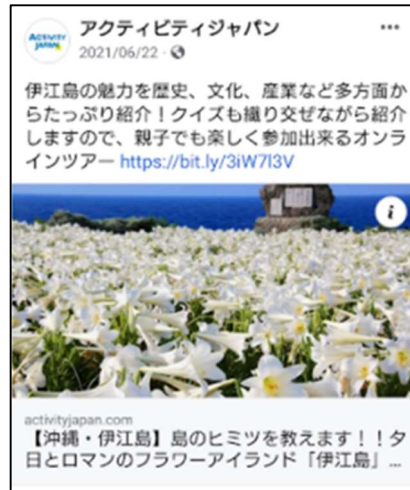 ACTIVITY
JAPAN
アクティビティジャパン
2021/06/22
伊江島の魅力を歴史、文化、産業など多方面か
らたっぷり紹介！クイズも織り交ぜながら紹介
しますので、親子でも楽しく参加出来るオンラ
インツアー https://bit.ly/3iW7l3V
activityjapan.com
【沖縄・伊江島】島のヒミツを教えます！！夕
日とロマンのフラワーアイランド「伊江島」...